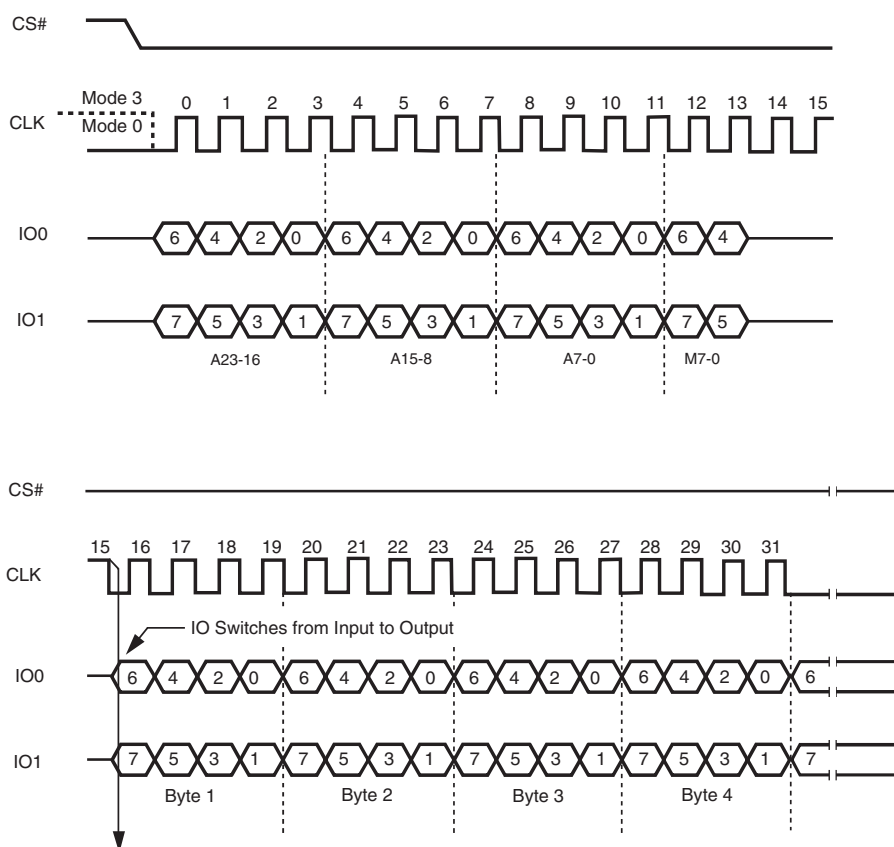 CS#
Mode 3
CLK
Mode 0
0 1 2 3 4 5 6 7 8 9 10 11 12 13 14 15
IO0
6 4 2 0 6 4 2 0 6 4 2 0 6 4
IO1
7 5 3 1 7 5 3 1 7 5 3 1 7 5
A23-16 A15-8 A7-0 M7-0
CS#
15 16 17 18 19 20 21 22 23 24 25 26 27 28 29 30 31
CLK
IO Switches from Input to Output
IO0
6 4 2 0 6 4 2 0 6 4 2 0 6 4 2 0 6
IO1
7 5 3 1 7 5 3 1 7 5 3 1 7 5 3 1 7
Byte 1 Byte 2 Byte 3 Byte 4